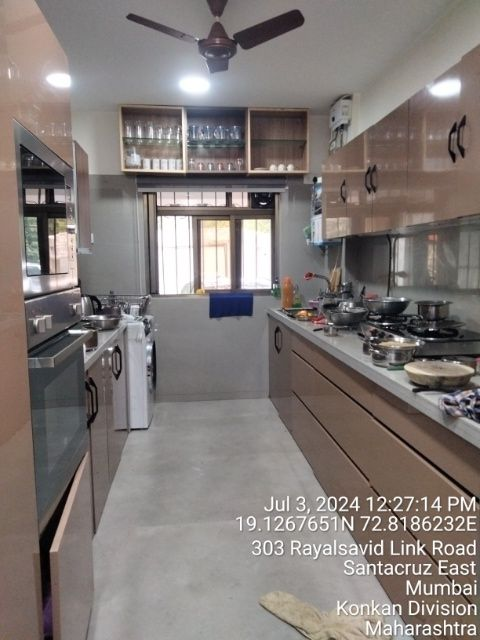 Jul 3, 2024 12:27:14 PM
19.1267651N 72.8186232E
303 Rayalsavid Link Road
Santacruz East
Mumbai
Konkan Division
Maharashtra